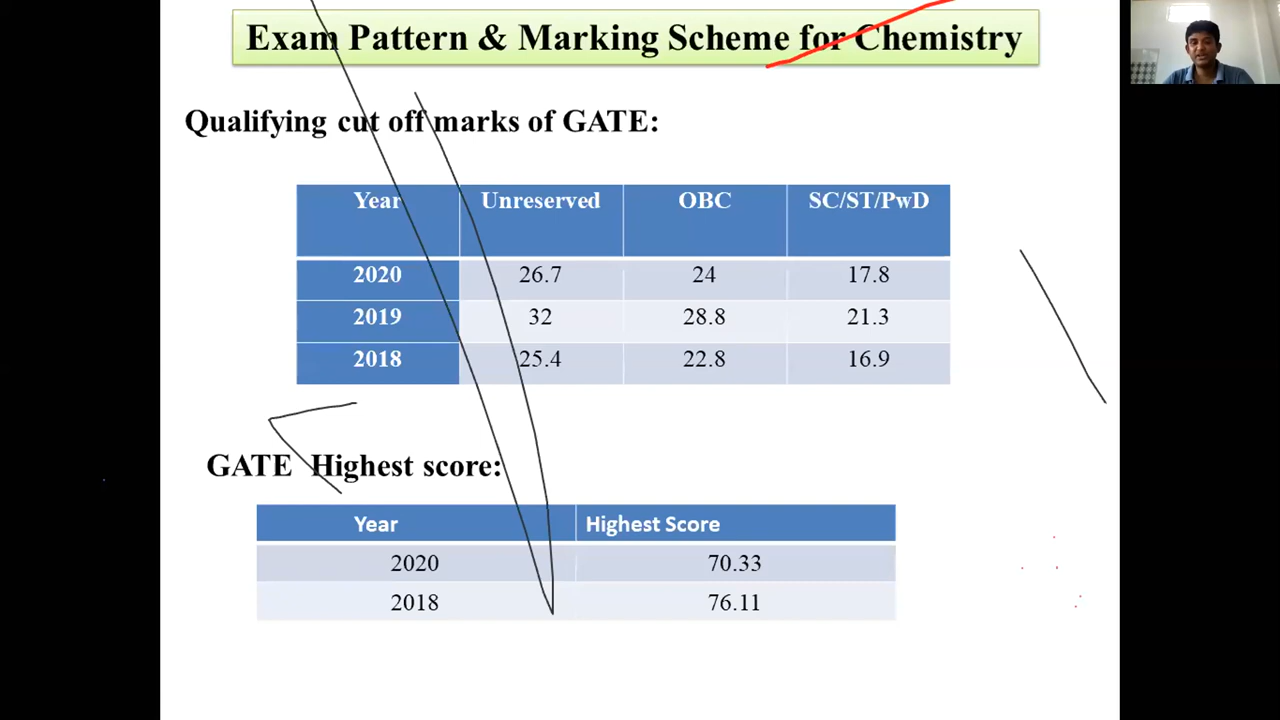 Exam Pattern & Marking Scheme for Chemistry
Qualifying cut off marks of GATE:
Year Unreserved OBC SC/ST/PwD
2020 26.7 24 17.8
2019 32 28.8 21.3
2018 25.4 22.8 16.9
GATE Highest score:
Year Highest Score
2020 70.33
2018 76.11